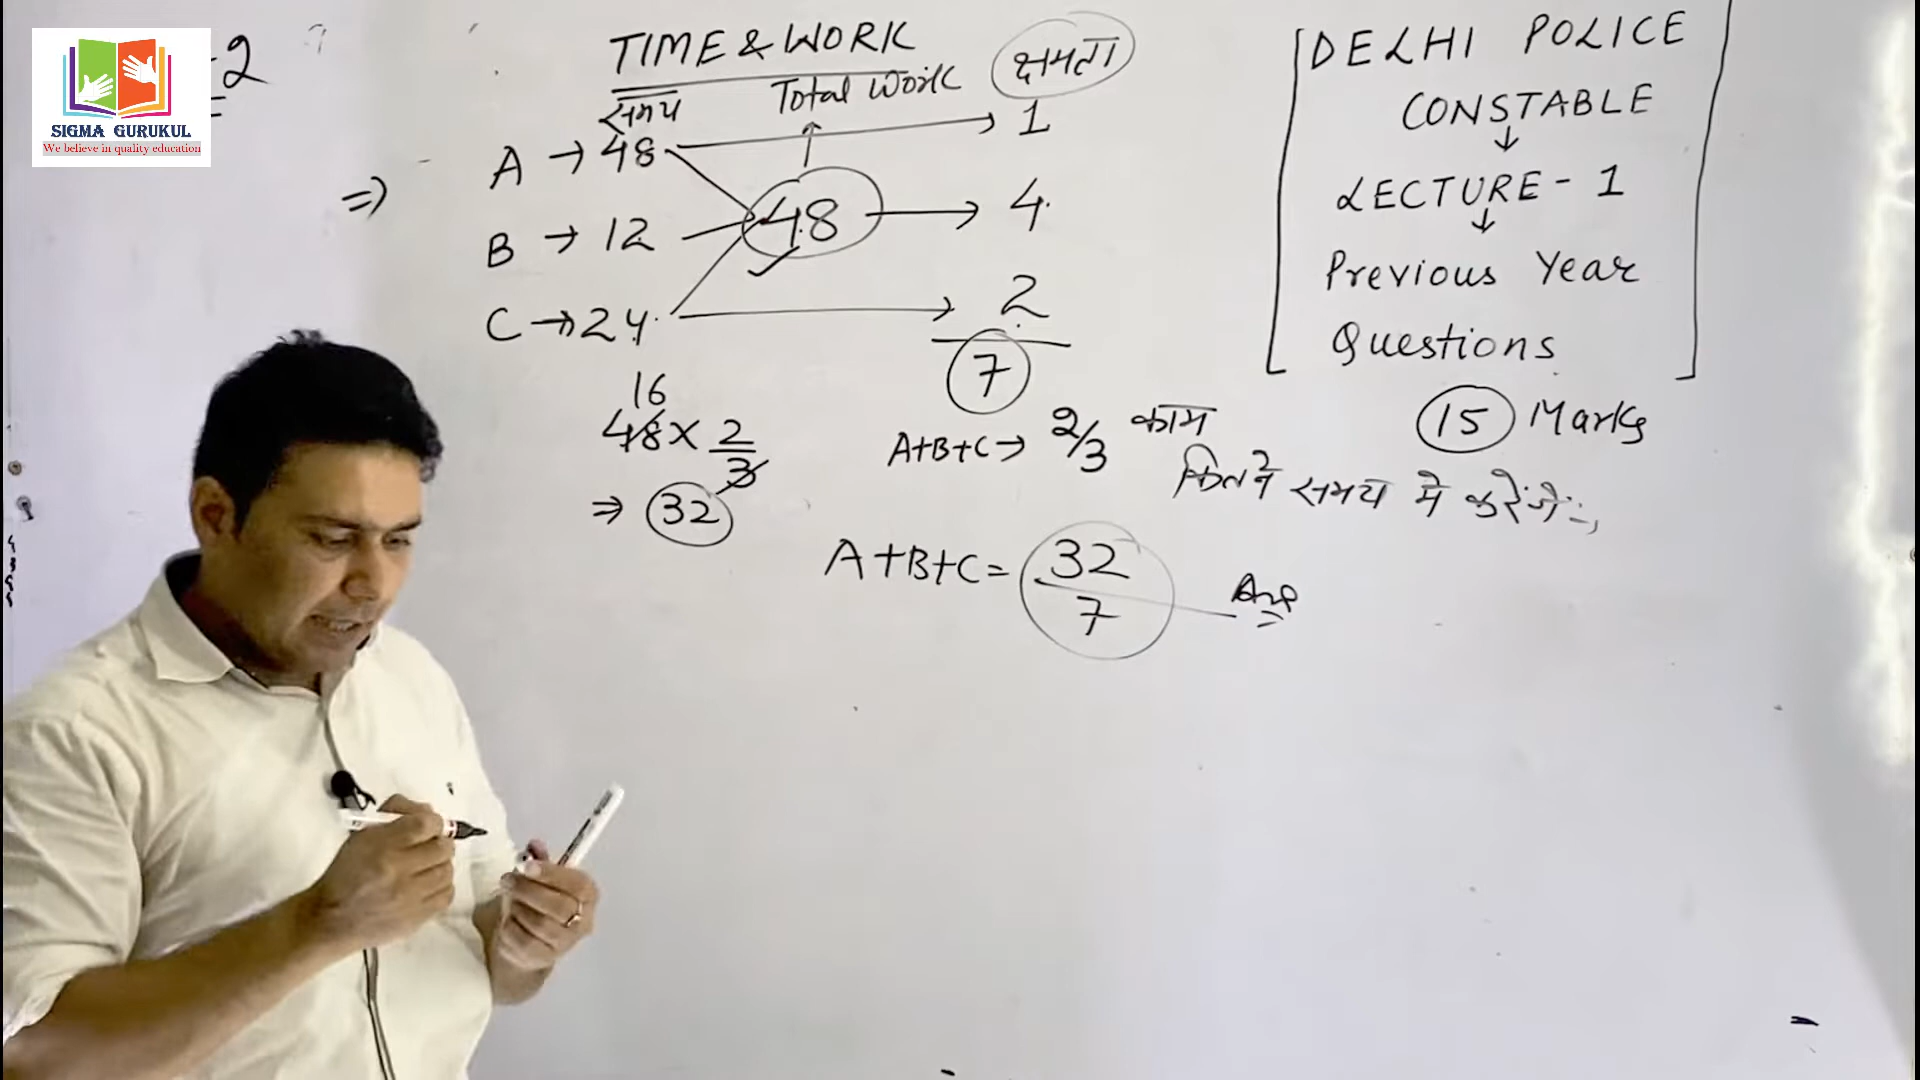 SIGMA GURUKUL
We believe in quality education
-2
TIME & WORK
समय
Total Work
क्षमता
⇒
A → 48
1
B → 12
48
4
C → 24
2
7
16
48 × 2/3
⇒ 32
A+B+C → 2/3 काम
कितने समय में करेंगे:-,
A+B+C = 32/7 Ans
DELHI POLICE
CONSTABLE
↓
LECTURE - 1
↓
Previous Year
Questions
15 Marks